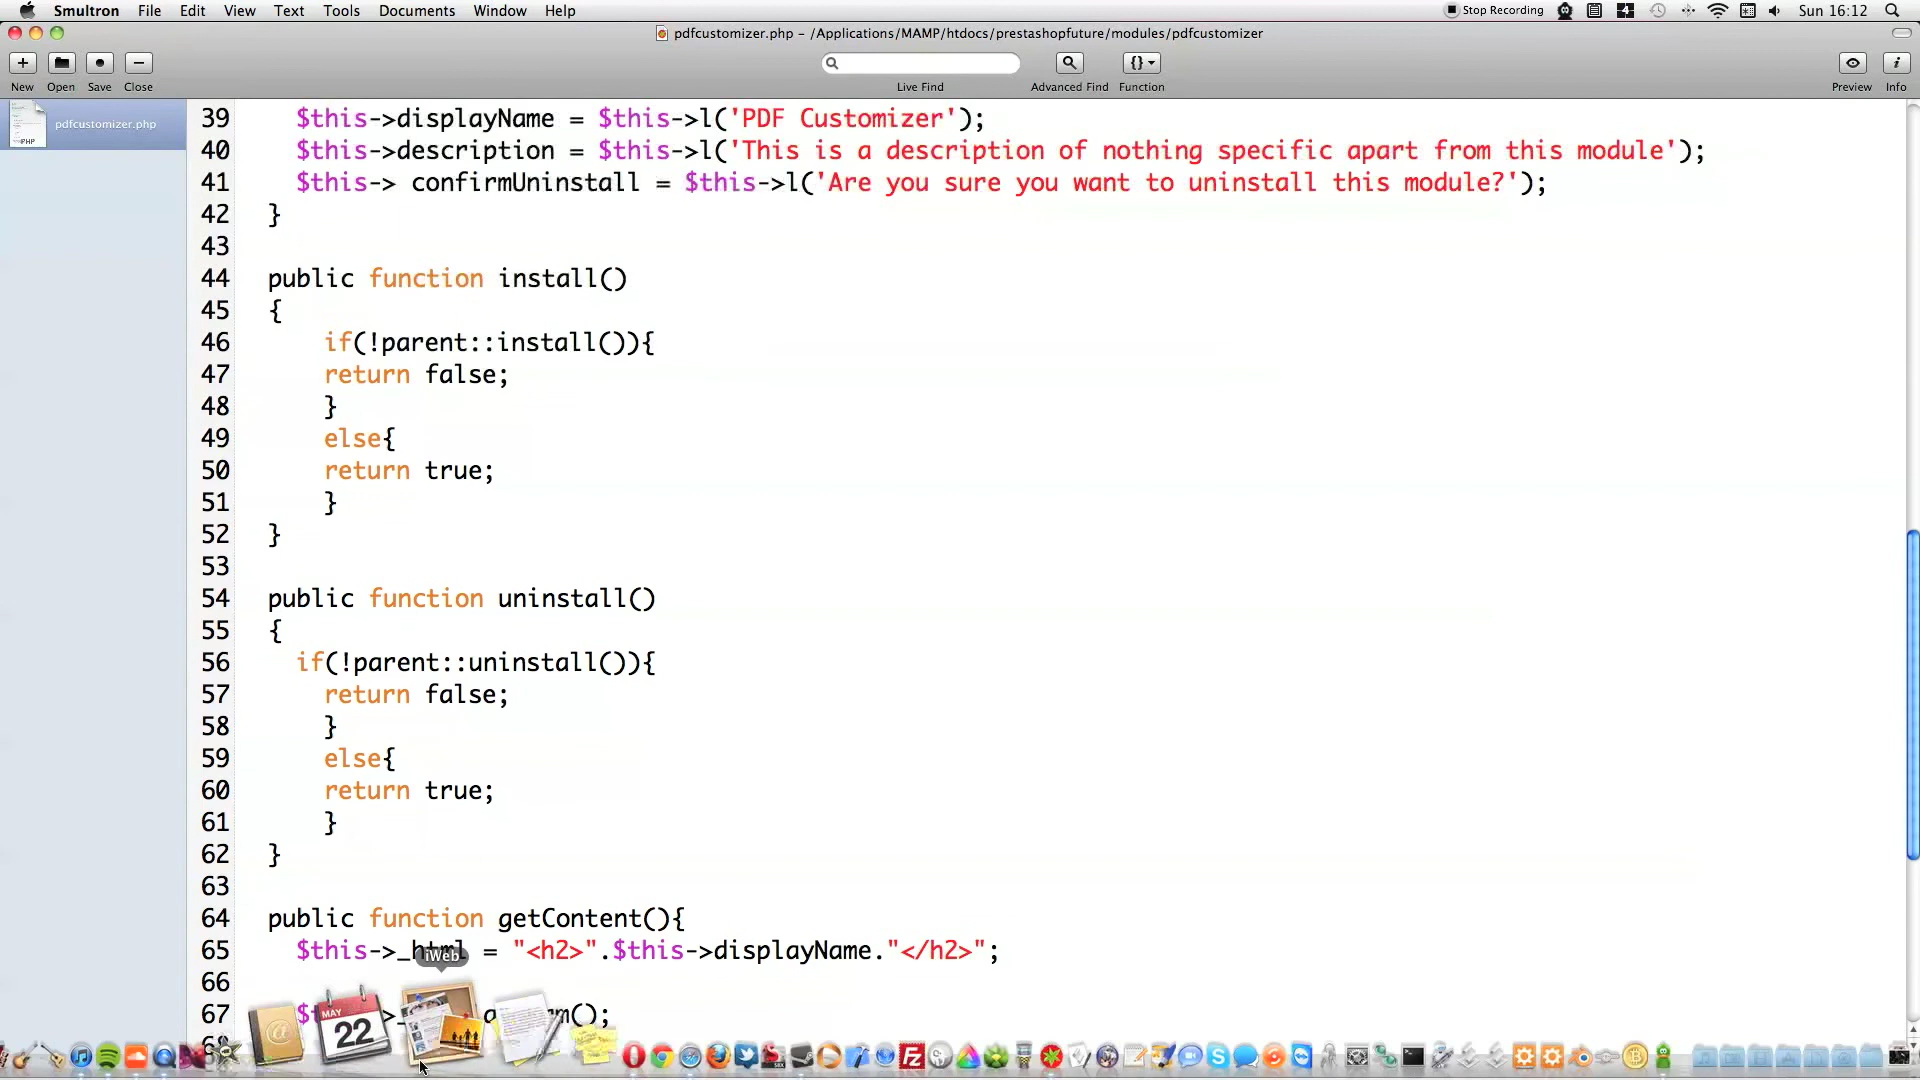 Smultron File Edit View Text Tools Documents Window Help Stop Recording 4 Sun 16:12
pdfcustomizer.php – /Applications/MAMP/htdocs/prestashopfuture/modules/pdfcustomizer
New Open Save Close Live Find Advanced Find {} Function Preview Info
pdfcustomizer.php
PHP
39 $this->displayName = $this->l('PDF Customizer');
40 $this->description = $this->l('This is a description of nothing specific apart from this module');
41 $this-> confirmUninstall = $this->l('Are you sure you want to uninstall this module?');
42 }
43
44 public function install()
45 {
46 if(!parent::install()){
47 return false;
48 }
49 else{
50 return true;
51 }
52 }
53
54 public function uninstall()
55 {
56 if(!parent::uninstall()){
57 return false;
58 }
59 else{
60 return true;
61 }
62 }
63
64 public function getContent(){
65 $this->_html = "<h2>".$this->displayName."</h2>";
iWeb
66
67
MAY
22